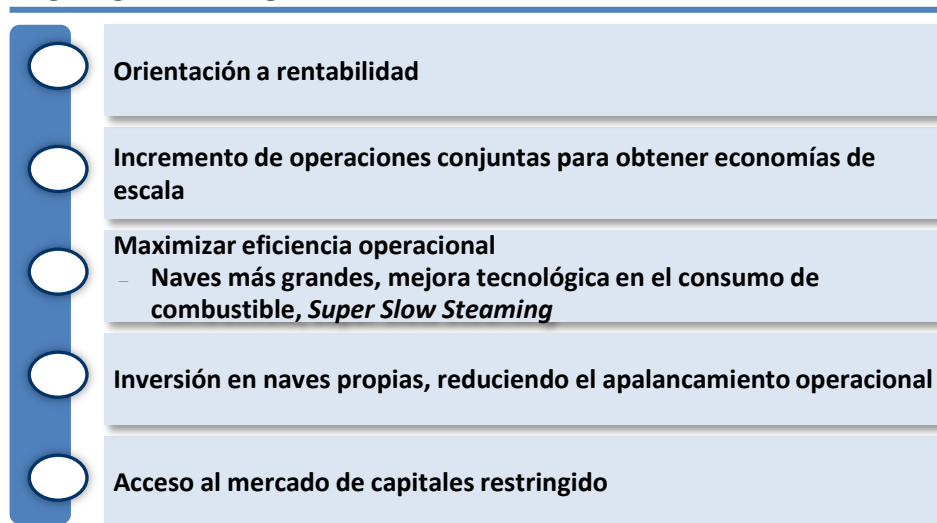 Orientación a rentabilidad
Incremento de operaciones conjuntas para obtener economías de
escala
Maximizar eficiencia operacional
– Naves más grandes, mejora tecnológica en el consumo de
combustible, Super Slow Steaming
Inversión en naves propias, reduciendo el apalancamiento operacional
Acceso al mercado de capitales restringido